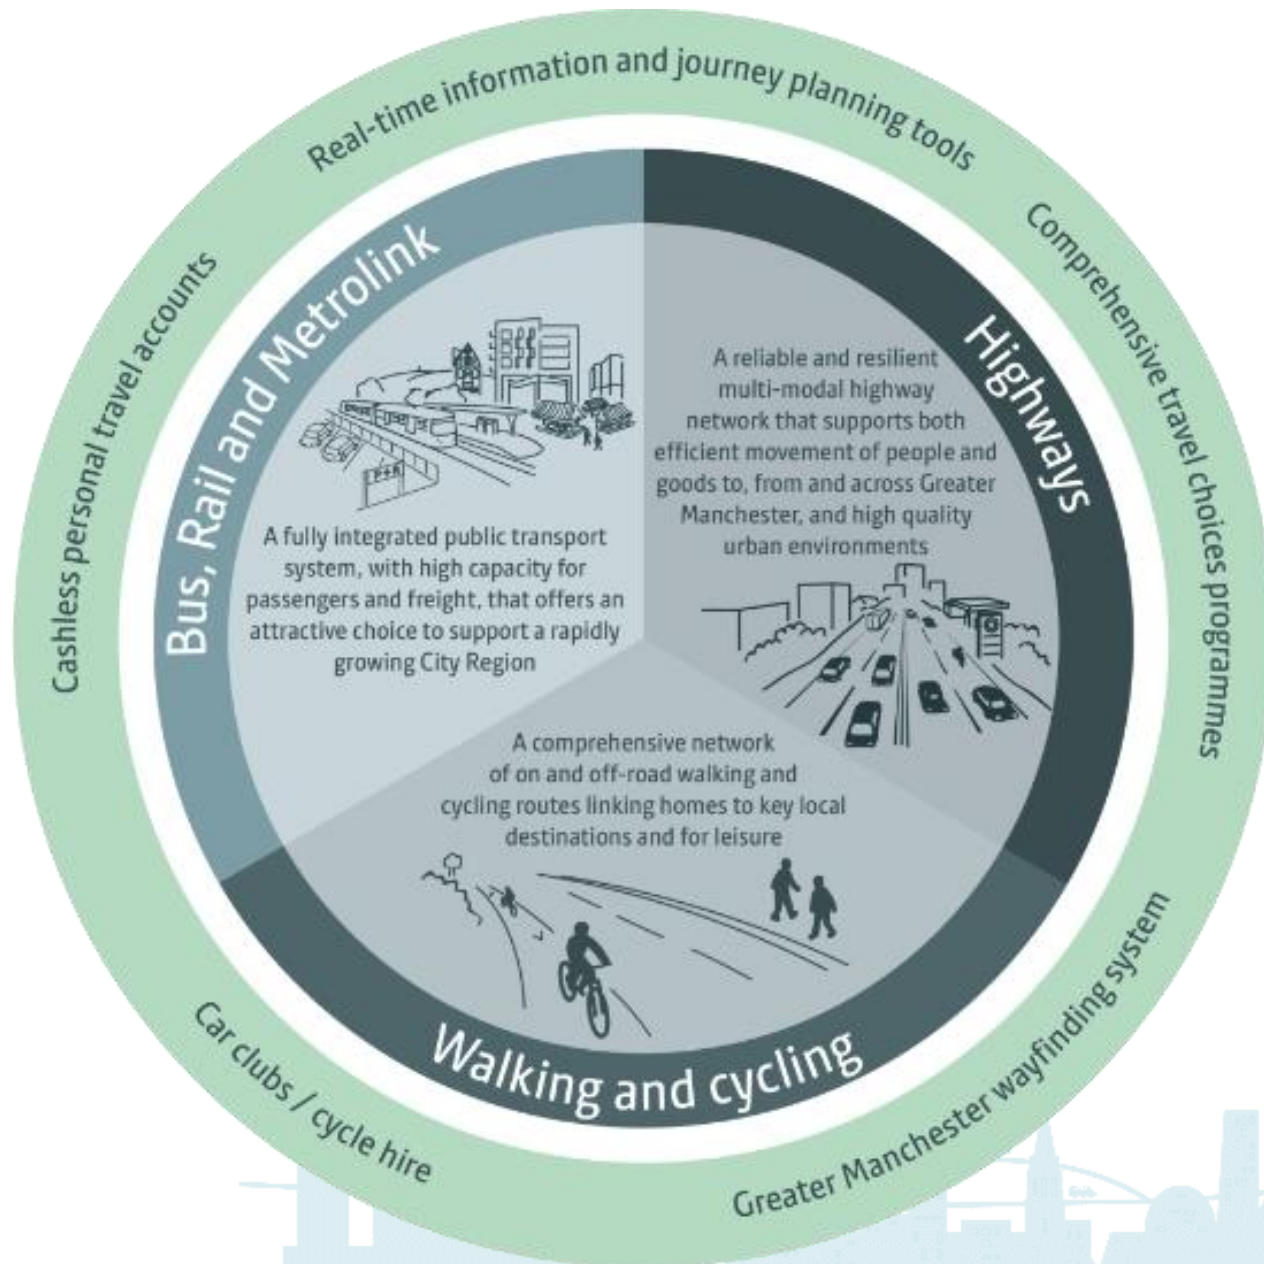 Real-time information and journey planning tools
Comprehensive travel choices programmes
Greater Manchester wayfinding system
Car clubs / cycle hire
Cashless personal travel accounts
Bus, Rail and Metrolink
A fully integrated public transport
system, with high capacity for
passengers and freight, that offers an
attractive choice to support a rapidly
growing City Region
Highways
A reliable and resilient
multi-modal highway
network that supports both
efficient movement of people and
goods to, from and across Greater
Manchester, and high quality
urban environments
A comprehensive network
of on and off-road walking and
cycling routes linking homes to key local
destinations and for leisure
Walking and cycling